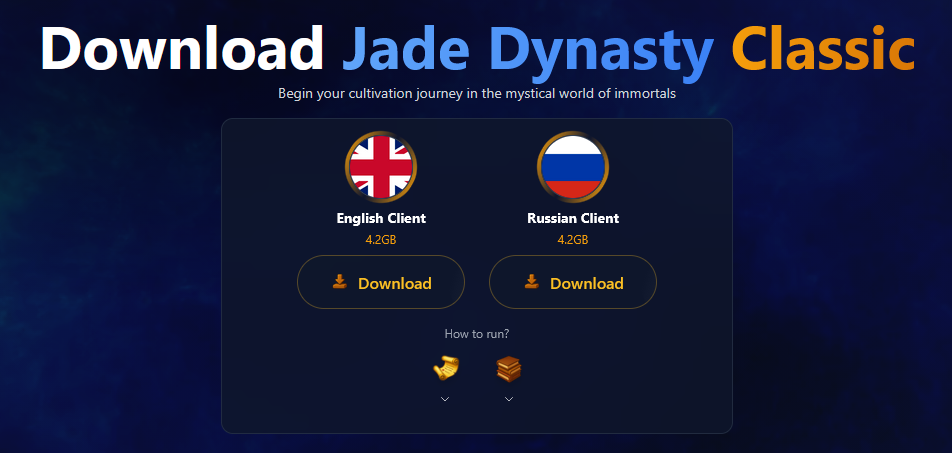 Download Jade Dynasty Classic
Begin your cultivation journey in the mystical world of immortals
English Client
Russian Client
4.2GB
4.2GB
Download
Download
How to run?